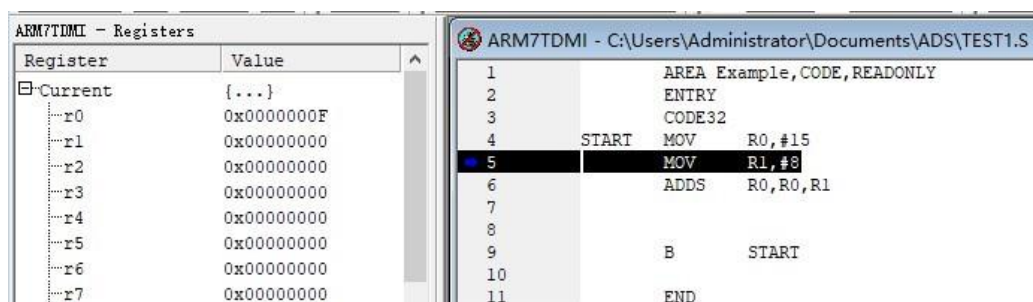 ARM7TDMI - Registers
Register Value
Current {...}
r0 0x0000000F
r1 0x00000000
r2 0x00000000
r3 0x00000000
r4 0x00000000
r5 0x00000000
r6 0x00000000
r7 0x00000000
ARM7TDMI - C:\Users\Administrator\Documents\ADS\TEST1.S
1 AREA Example,CODE,READONLY
2 ENTRY
3 CODE32
4 START MOV R0,#15
5 MOV R1,#8
6 ADDS R0,R0,R1
7
8
9 B START
10
11 END